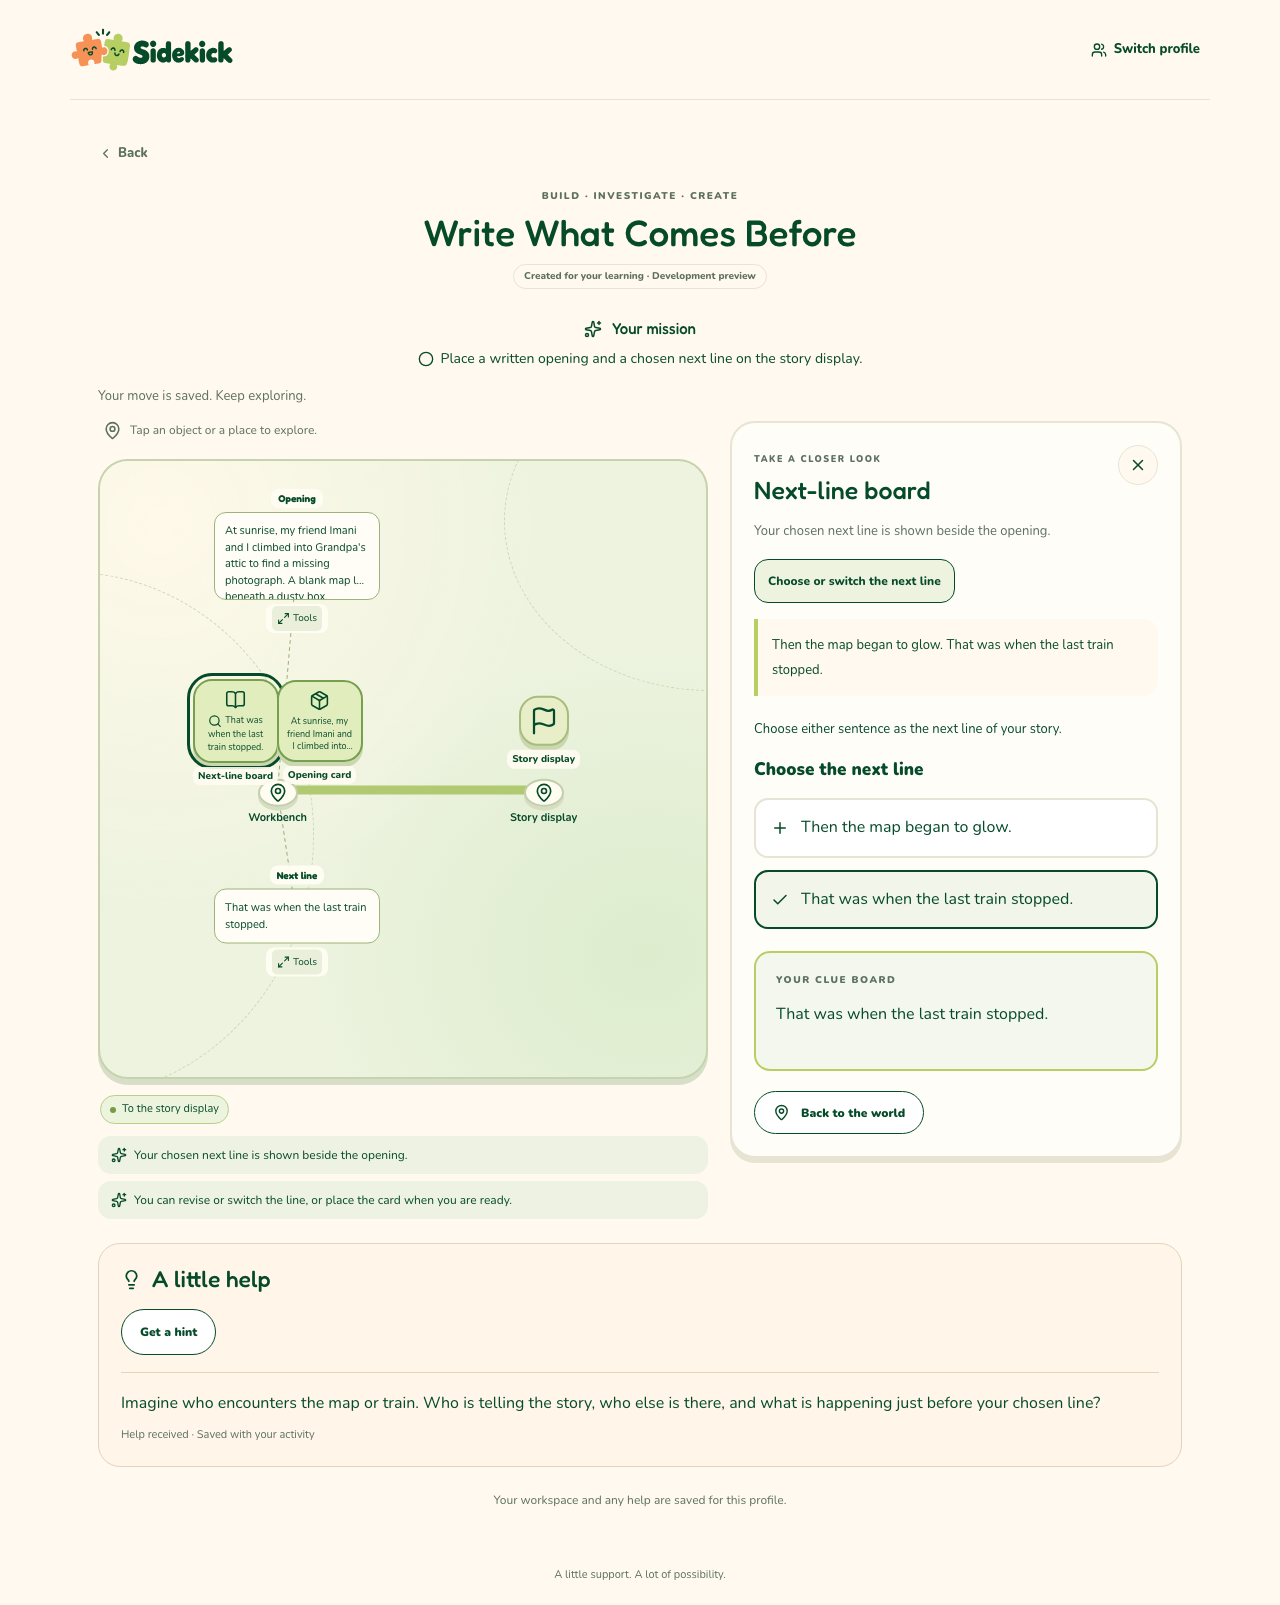 Sidekick
Switch profile
Back
BUILD · INVESTIGATE · CREATE
Write What Comes Before
Created for your learning · Development preview
Your mission
Place a written opening and a chosen next line on the story display.
Your move is saved. Keep exploring.
Tap an object or a place to explore.
Opening
At sunrise, my friend Imani
and I climbed into Grandpa's
attic to find a missing
photograph. A blank map l...
beneath a dusty box
Tools
That was
when the last
train stopped.
Next-line board
At sunrise, my
friend Imani and
I climbed into...
Opening card
Workbench
Story display
Story display
Next line
That was when the last train
stopped.
Tools
To the story display
Your chosen next line is shown beside the opening.
You can revise or switch the line, or place the card when you are ready.
TAKE A CLOSER LOOK
Next-line board
Your chosen next line is shown beside the opening.
Choose or switch the next line
Then the map began to glow. That was when the last train
stopped.
Choose either sentence as the next line of your story.
Choose the next line
Then the map began to glow.
That was when the last train stopped.
YOUR CLUE BOARD
That was when the last train stopped.
Back to the world
A little help
Get a hint
Imagine who encounters the map or train. Who is telling the story, who else is there, and what is happening just before your chosen line?
Help received · Saved with your activity
Your workspace and any help are saved for this profile.
A little support. A lot of possibility.